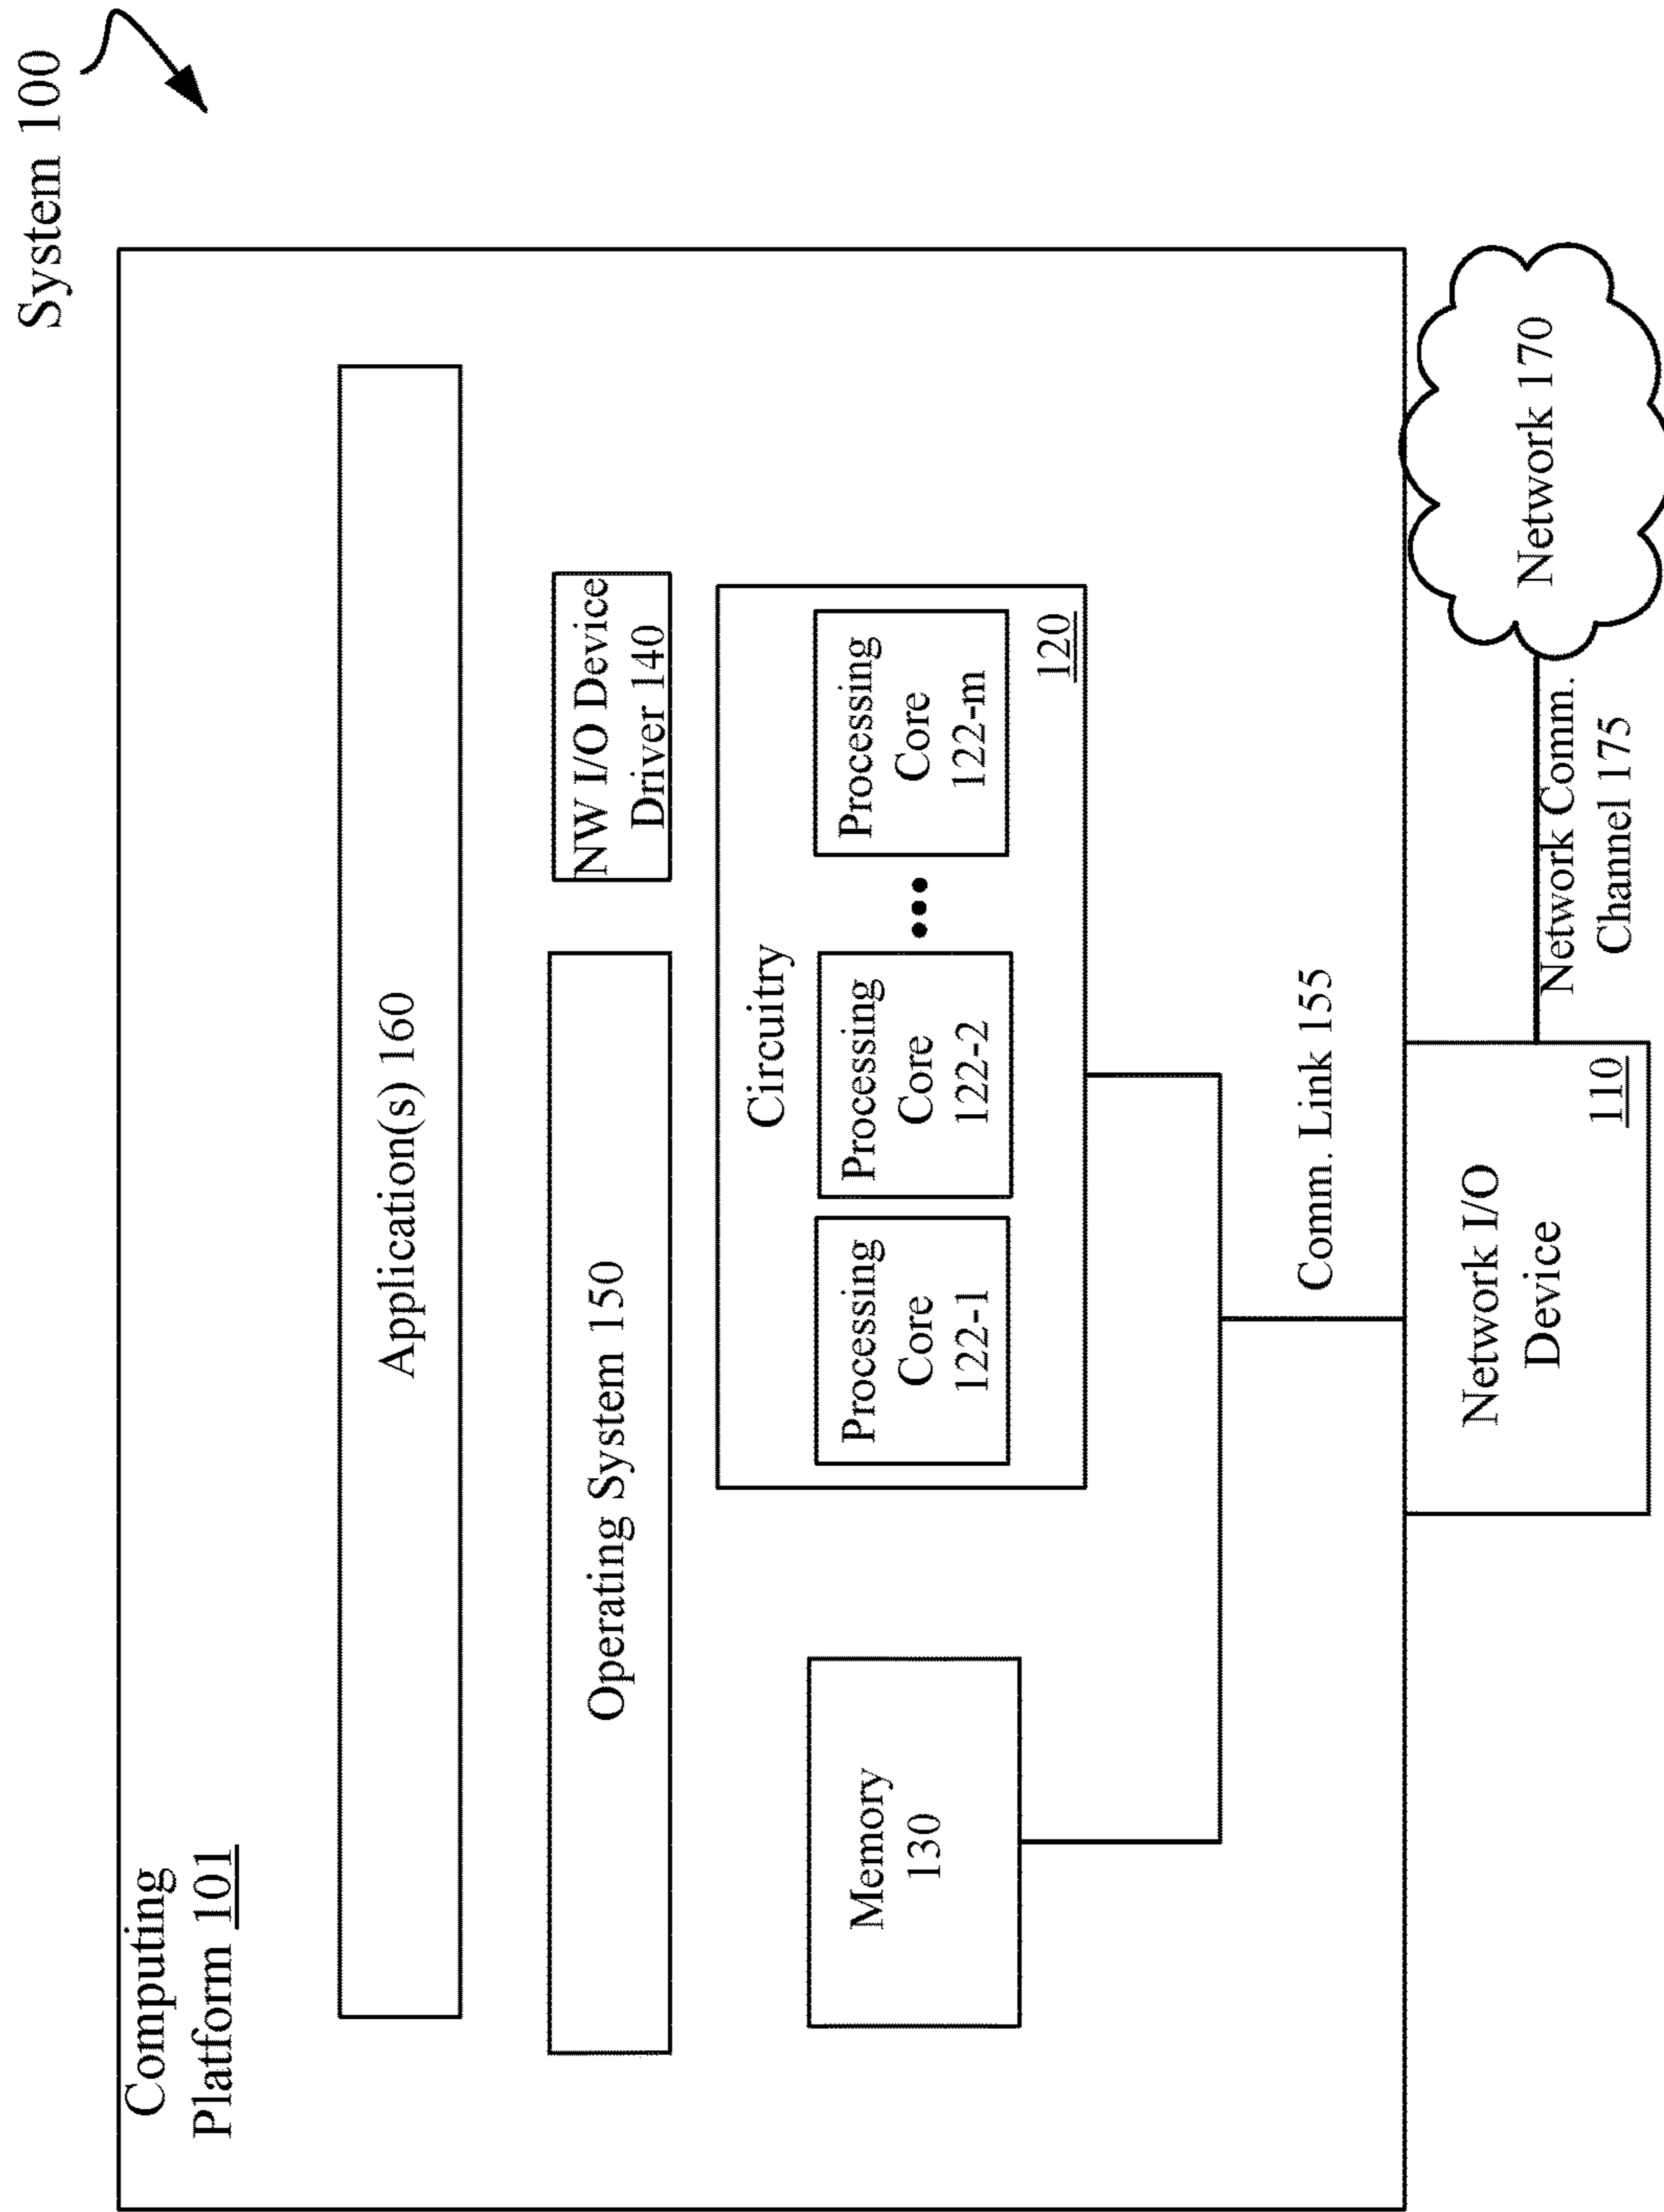 System 100
Computing
Platform 101
Application(s) 160
Operating System 150
NW I/O Device
Driver 140
Circuitry
Processing
Core
122-1
Processing
Core
122-2
Processing
Core
122-m
120
Memory
130
Comm. Link 155
Network I/O
Device
110
Network Comm.
Channel 175
Network 170